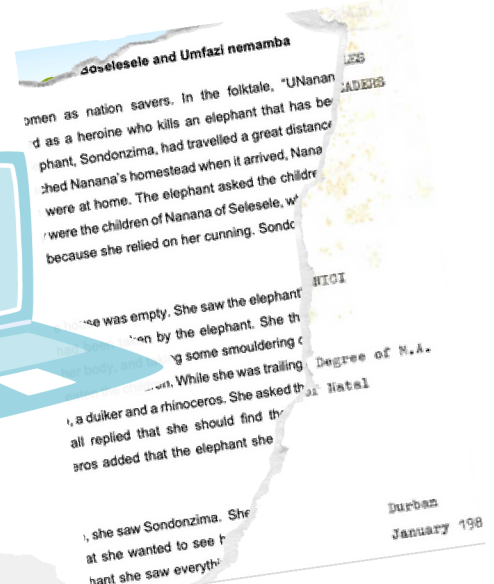 Boselesele and Umfazi nemamba
omen as nation savers. In the folktale, "UNanan
d as a heroine who kills an elephant that has be
phant, Sondonzima, had travelled a great distance
ched Nanana's homestead when it arrived, Nana
were at home. The elephant asked the childre
were the children of Nanana of Selesele, w
because she relied on her cunning. Sondo
se was empty. She saw the elephant'
en by the elephant. She th
her body, and some smouldering
en. While she was trailing
, a duiker and a rhinoceros. She asked th
all replied that she should find the
eros added that the elephant she
, she saw Sondonzima. She
at she wanted to see h
hant she saw everythi
LES
EADERS
NICI
Degree of M.A.
of Natal
Durban
January 198